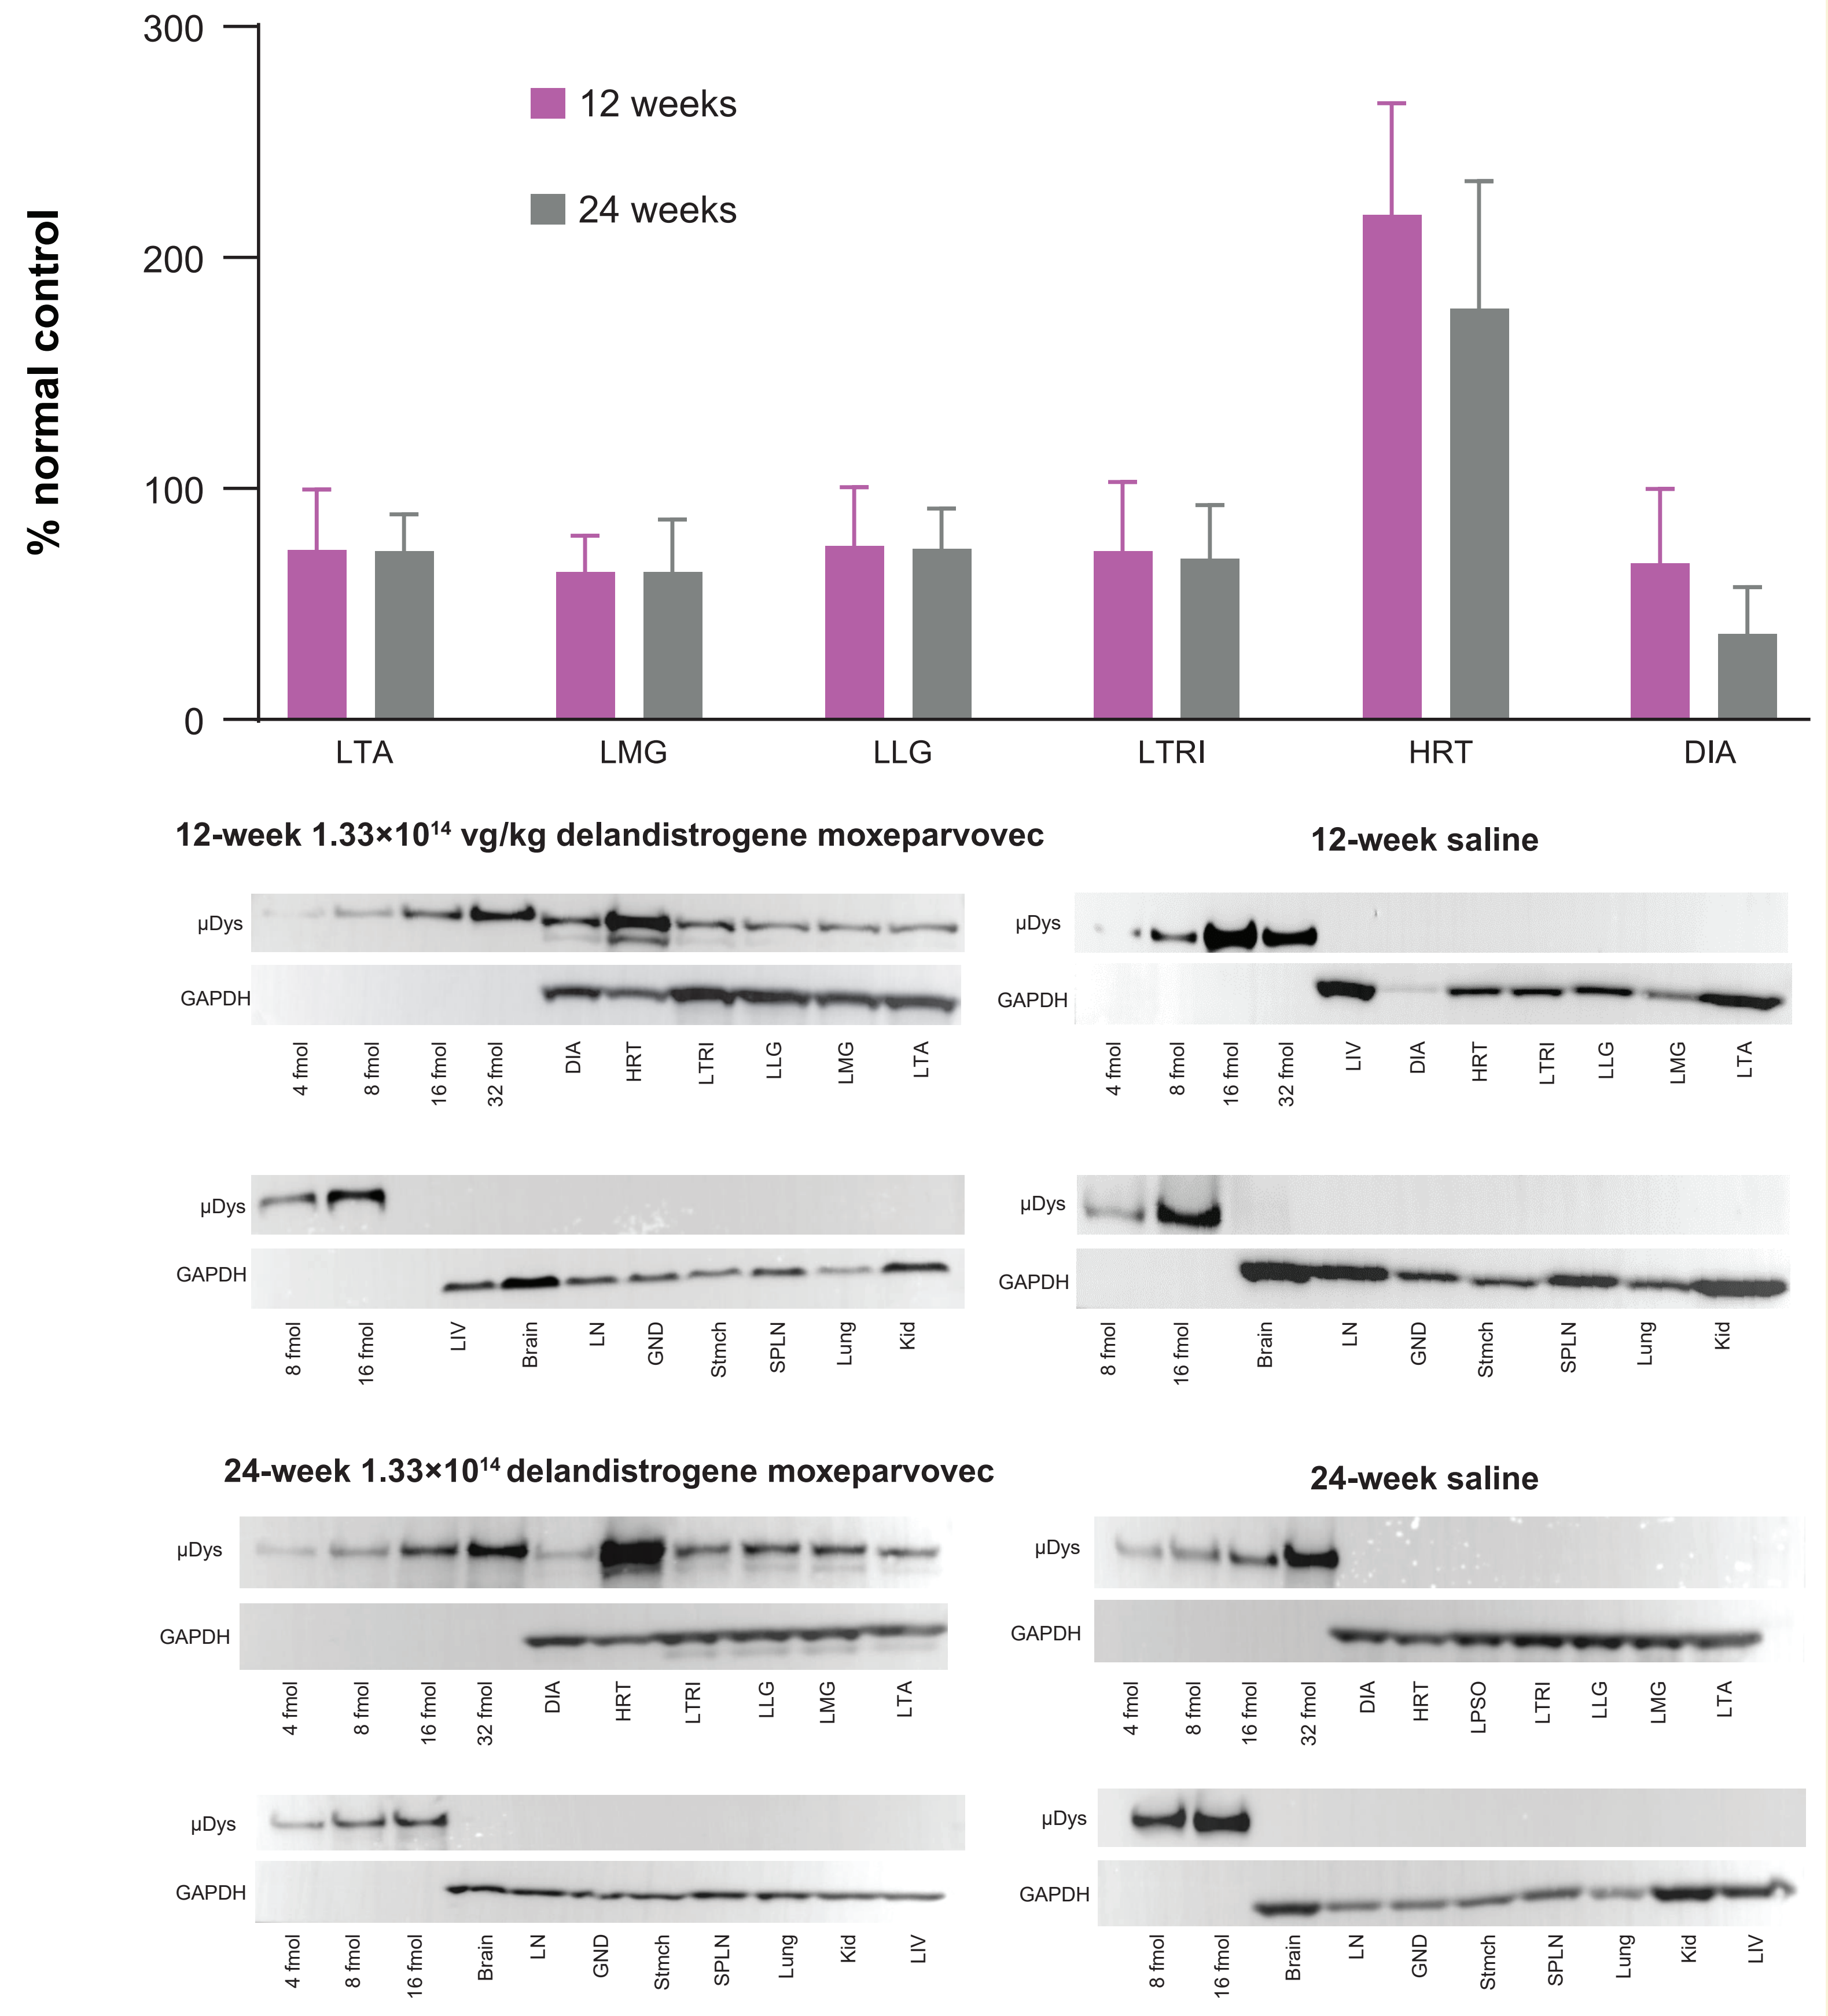 300
200
100
0
% normal control
12 weeks
24 weeks
LTA LMG LLG LTRI HRT DIA
12-week 1.33×10¹⁴ vg/kg delandistrogene moxeparvovec
µDys
GAPDH
4 fmol 8 fmol 16 fmol 32 fmol DIA HRT LTRI LLG LMG LTA
12-week saline
µDys
GAPDH
4 fmol 8 fmol 16 fmol 32 fmol LIV DIA HRT LTRI LLG LMG LTA
µDys
GAPDH
8 fmol 16 fmol LIV Brain LN GND Stmch SPLN Lung Kid
µDys
GAPDH
8 fmol 16 fmol Brain LN GND Stmch SPLN Lung Kid
24-week 1.33×10¹⁴ delandistrogene moxeparvovec
µDys
GAPDH
4 fmol 8 fmol 16 fmol 32 fmol DIA HRT LTRI LLG LMG LTA
24-week saline
µDys
GAPDH
4 fmol 8 fmol 16 fmol 32 fmol DIA HRT LPSO LTRI LLG LMG LTA
µDys
GAPDH
4 fmol 8 fmol 16 fmol Brain LN GND Stmch SPLN Lung Kid LIV
µDys
GAPDH
8 fmol 16 fmol Brain LN GND Stmch SPLN Lung Kid LIV